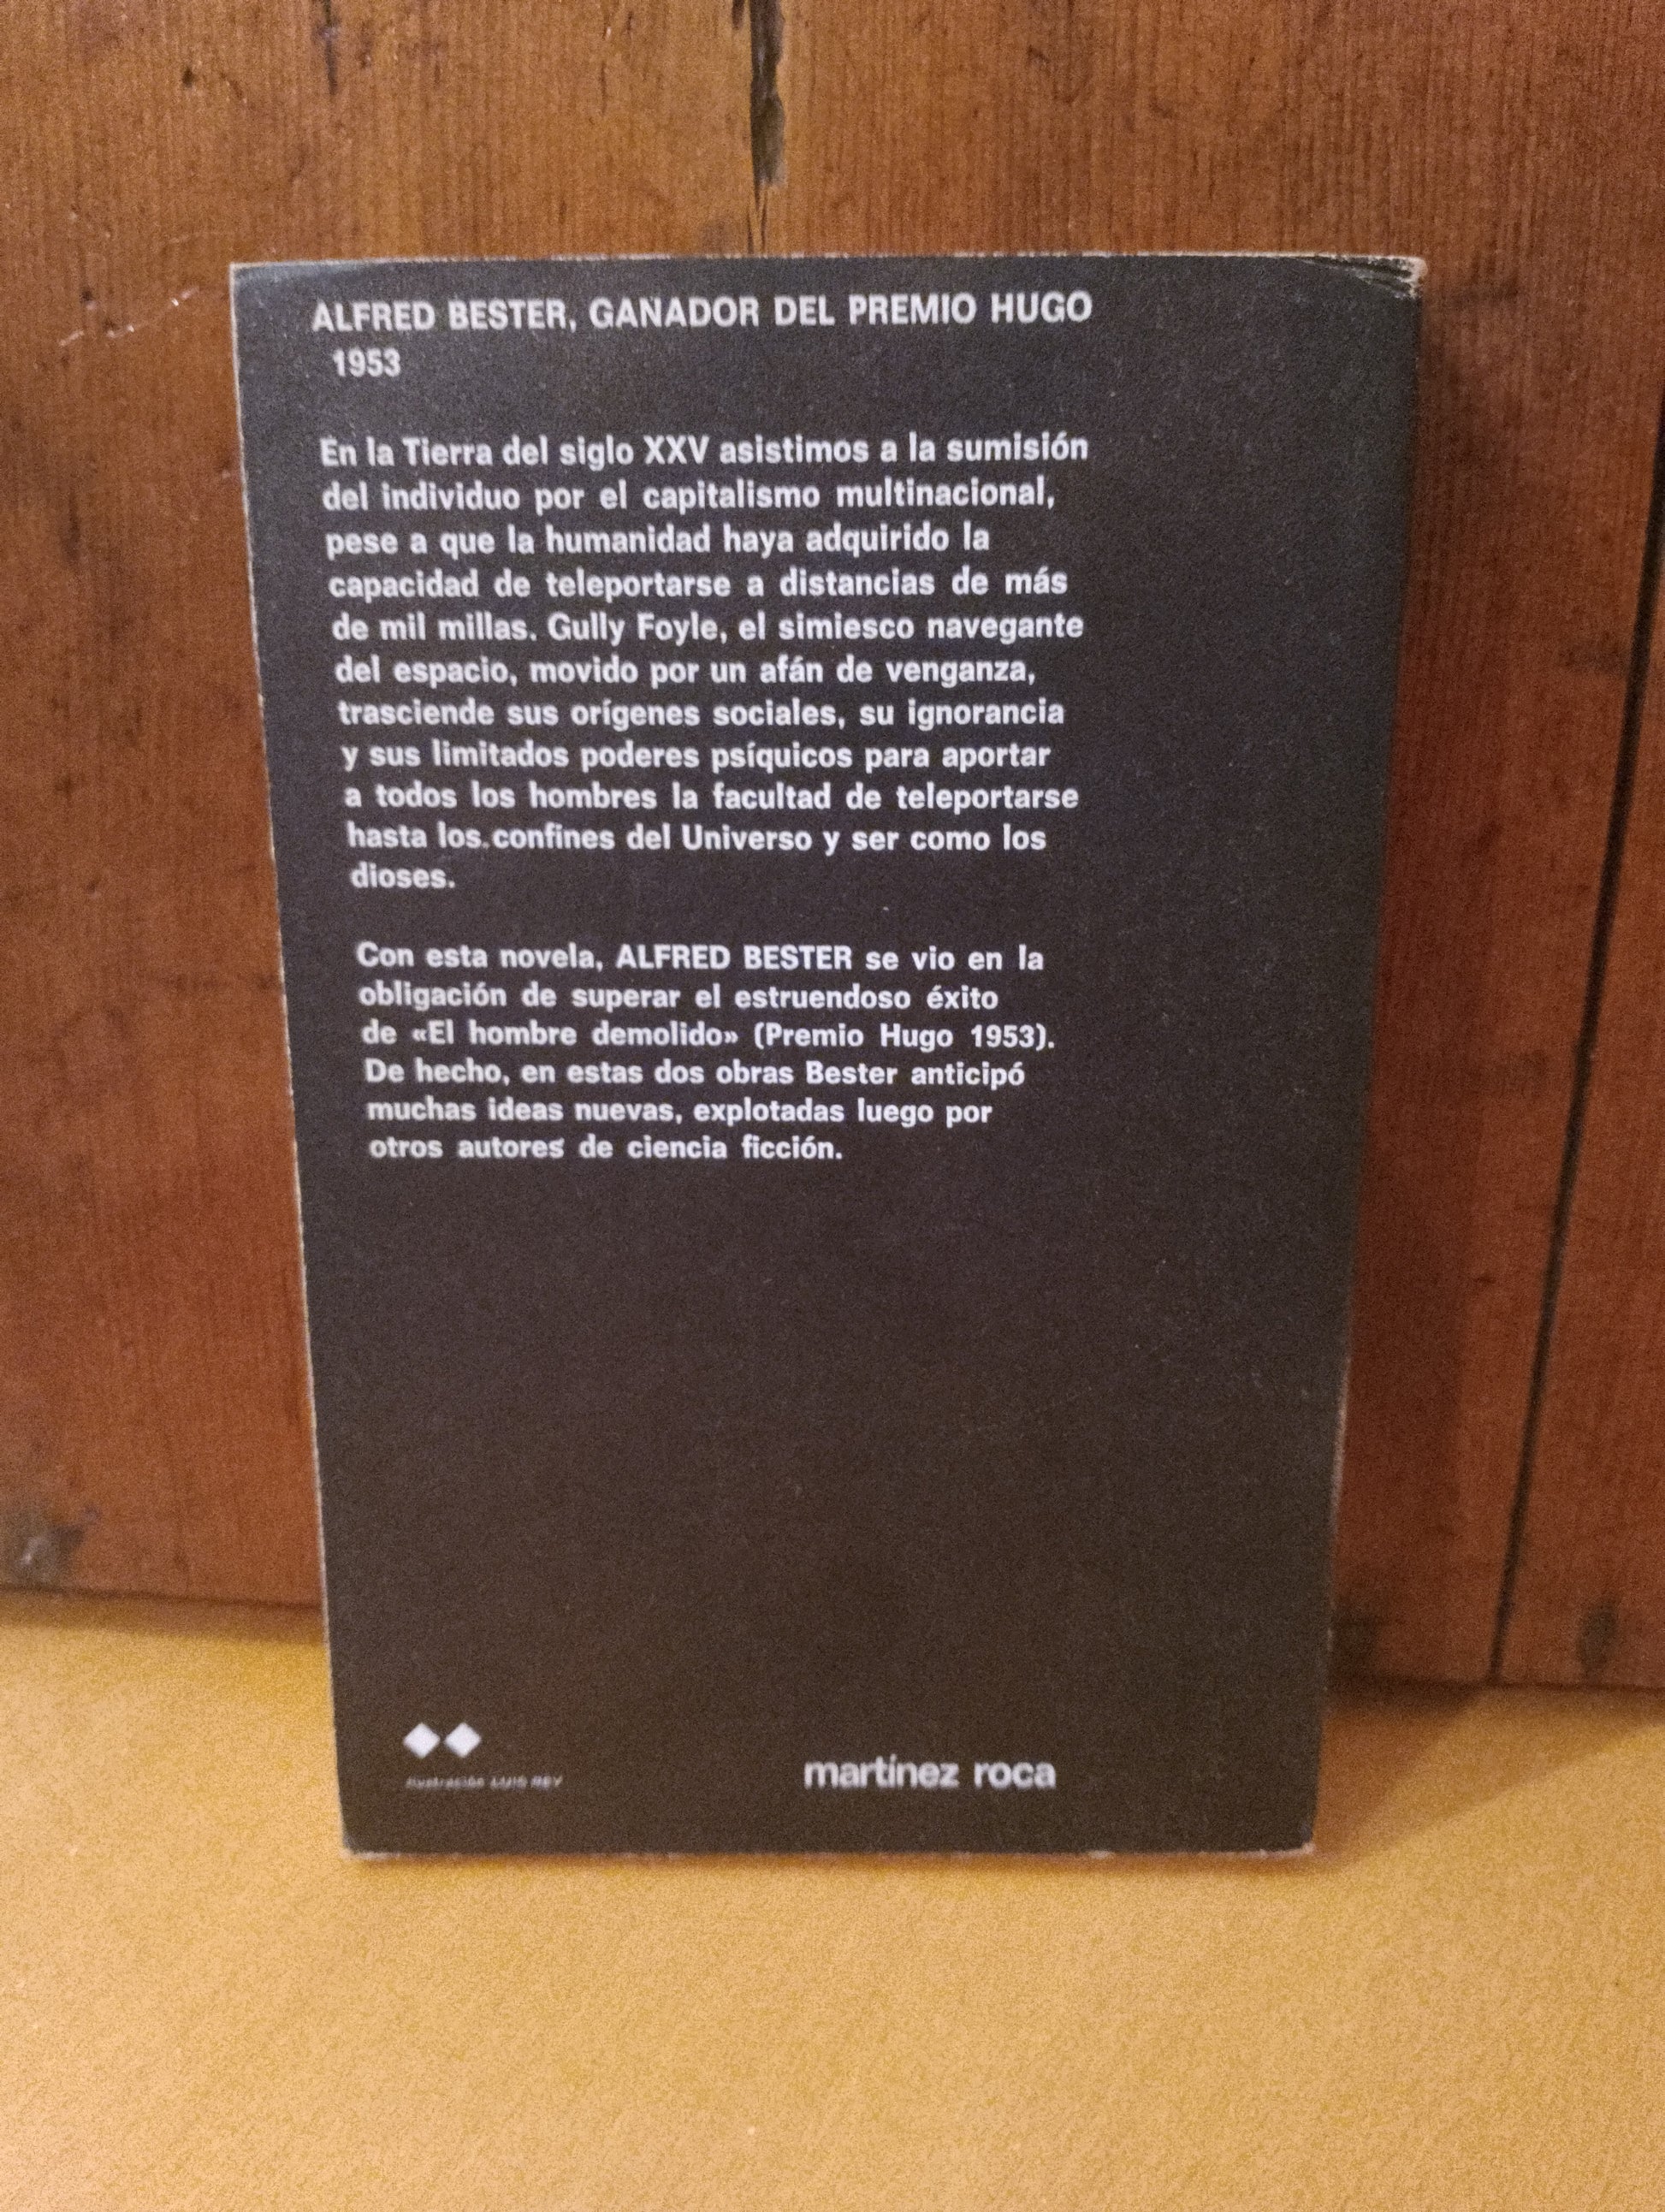 ALFRED BESTER, GANADOR DEL PREMIO HUGO
1953
En la Tierra del siglo XXV asistimos a la sumisión
del individuo por el capitalismo multinacional,
pese a que la humanidad haya adquirido la
capacidad de teleportarse a distancias de más
de mil millas. Gully Foyle, el simiesco navegante
del espacio, movido por un afán de venganza,
trasciende sus orígenes sociales, su ignorancia
y sus limitados poderes psíquicos para aportar
a todos los hombres la facultad de teleportarse
hasta los confines del Universo y ser como los
dioses.
Con esta novela, ALFRED BESTER se vio en la
obligación de superar el estruendoso éxito
de «El hombre demolido» (Premio Hugo 1953).
De hecho, en estas dos obras Bester anticipó
muchas ideas nuevas, explotadas luego por
otros autores de ciencia ficción.
Ilustración LUIS REY
martínez roca